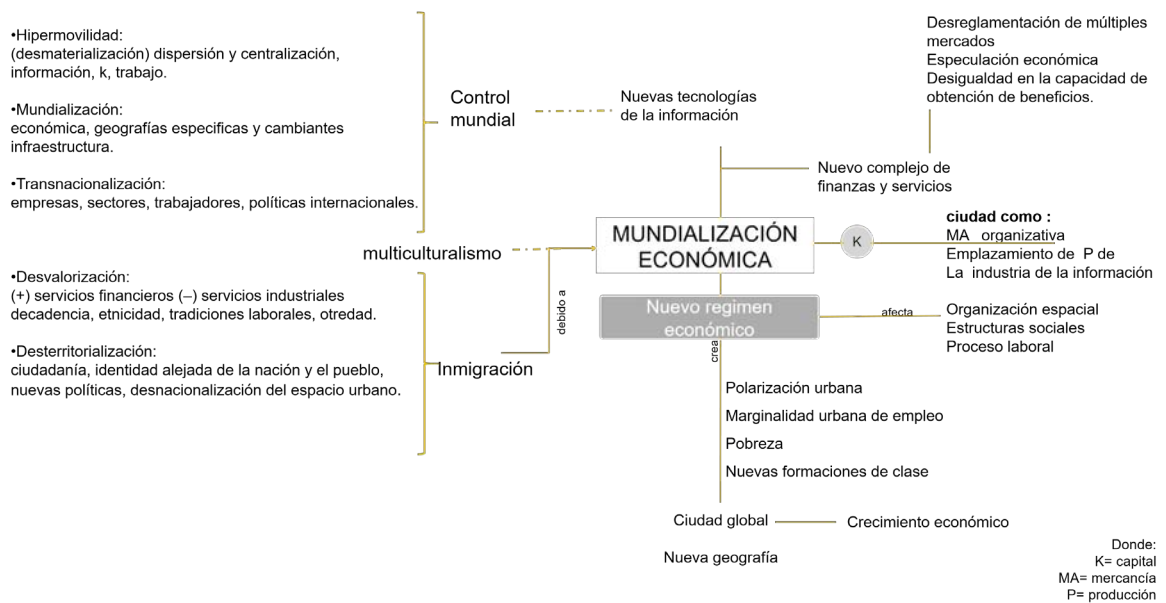 •Hipermovilidad:
(desmaterialización) dispersión y centralización,
información, k, trabajo.
•Mundialización:
económica, geografías especificas y cambiantes
infraestructura.
•Transnacionalización:
empresas, sectores, trabajadores, políticas internacionales.
•Desvalorización:
(+) servicios financieros (–) servicios industriales
decadencia, etnicidad, tradiciones laborales, otredad.
•Desterritorialización:
ciudadanía, identidad alejada de la nación y el pueblo,
nuevas políticas, desnacionalización del espacio urbano.
Control
mundial
multiculturalismo
Inmigración
debido a
Nuevas tecnologías
de la información
Desreglamentación de múltiples
mercados
Especulación económica
Desigualdad en la capacidad de
obtención de beneficios.
Nuevo complejo de
finanzas y servicios
MUNDIALIZACIÓN
ECONÓMICA
K
ciudad como :
MA organizativa
Emplazamiento de P de
La industria de la información
Nuevo regimen
económico
afecta
Organización espacial
Estructuras sociales
Proceso laboral
crea
Polarización urbana
Marginalidad urbana de empleo
Pobreza
Nuevas formaciones de clase
Ciudad global
Crecimiento económico
Nueva geografía
Donde:
K= capital
MA= mercancía
P= producción